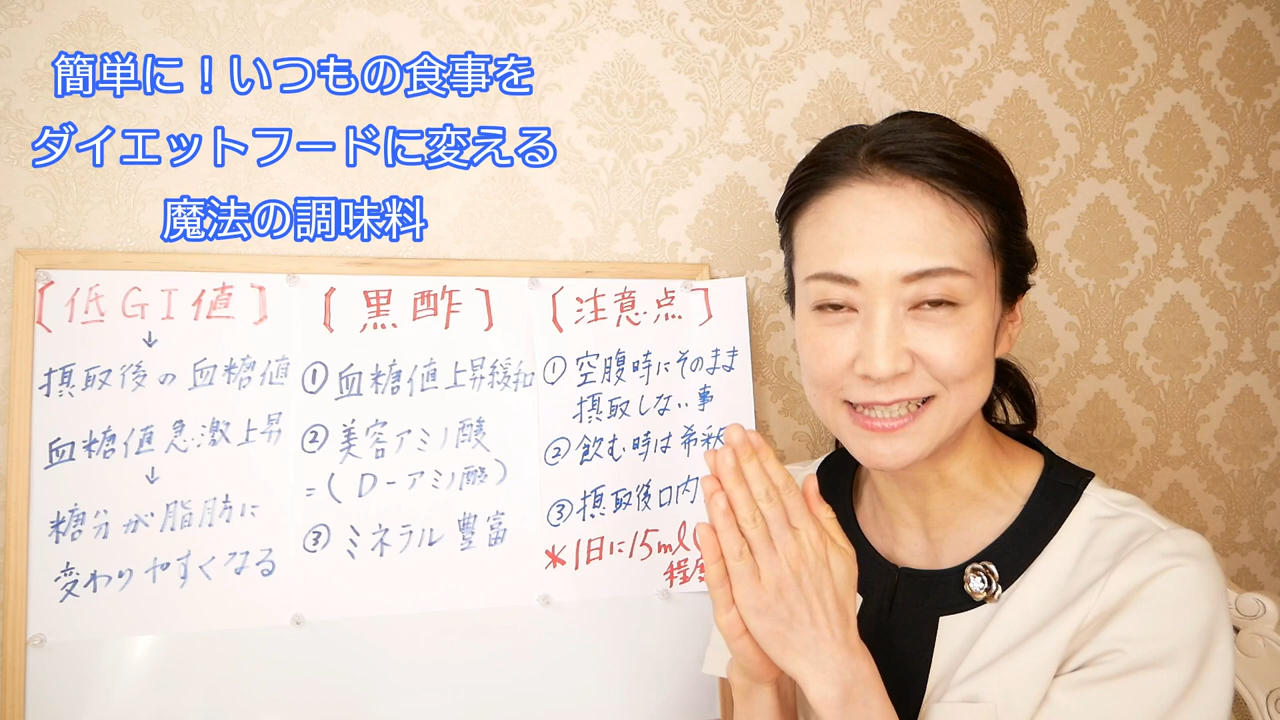 簡単に！いつもの食事を
ダイエットフードに変える
魔法の調味料
【低GI値】
↓
摂取後の血糖値
血糖値急激上昇
↓
糖分が脂肪に
変わりやすくなる
【黒酢】
①血糖値上昇緩和
②美容アミノ酸
=(D-アミノ酸)
③ミネラル豊富
【注意点】
①空腹時にそのまま
摂取しない事
②飲む時は希釈
③摂取後口内
*1日に15ml(
程度